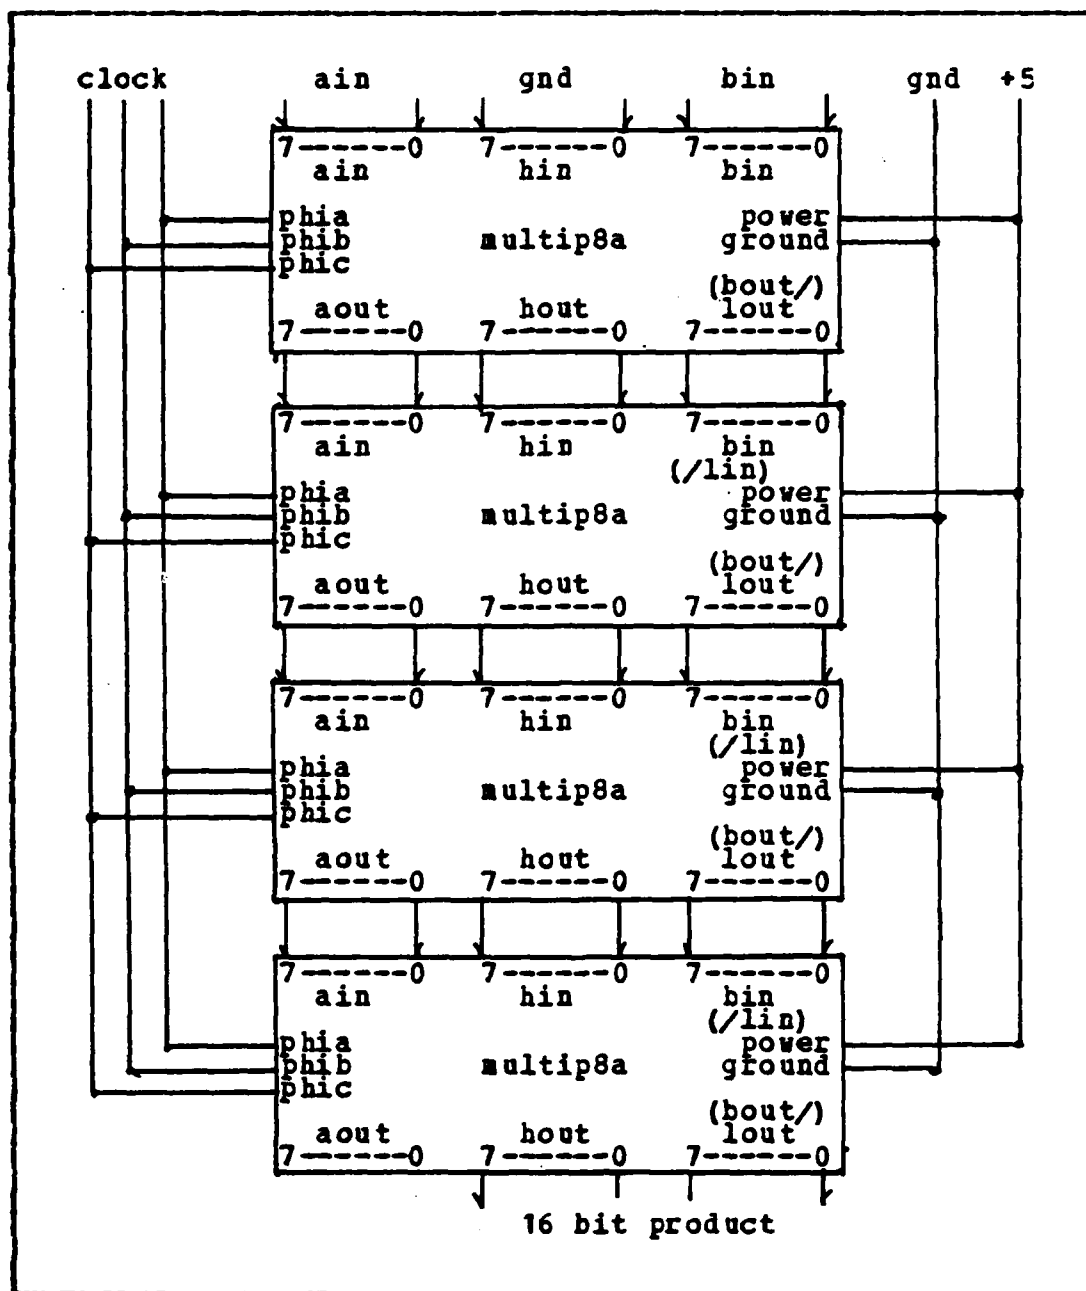 clock ain gnd bin gnd +5
7------0 7------0 7------0
ain hin bin
phia power
phib multip8a ground
phic
(bout/)
aout hout lout
7------0 7------0 7------0
7------0 7------0 7------0
ain hin bin
(/lin)
phia power
phib multip8a ground
phic
(bout/)
aout hout lout
7------0 7------0 7------0
7------0 7------0 7------0
ain hin bin
(/lin)
phia power
phib multip8a ground
phic
(bout/)
aout hout lout
7------0 7------0 7------0
7------0 7------0 7------0
ain hin bin
(/lin)
phia power
phib multip8a ground
phic
(bout/)
aout hout lout
7------0 7------0 7------0
16 bit product